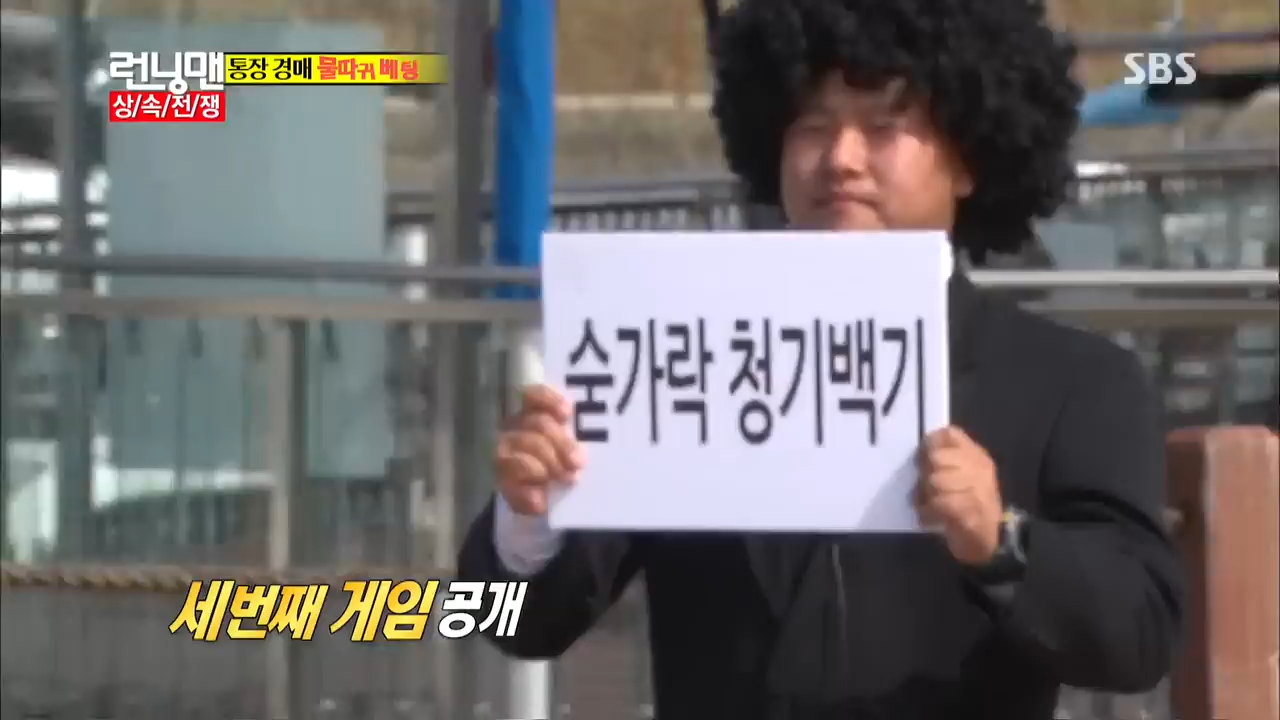 런닝맨 통장 경매 물따귀 베팅
상/속/전/쟁
SBS
숟가락 청기백기
세번째 게임 공개